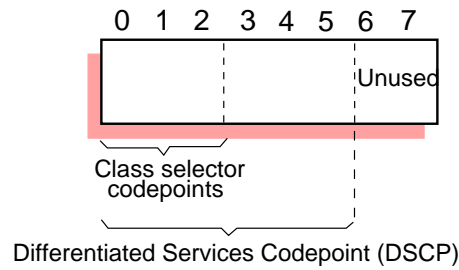 0 1 2 3 4 5 6 7
Unused
Class selector
codepoints
Differentiated Services Codepoint (DSCP)